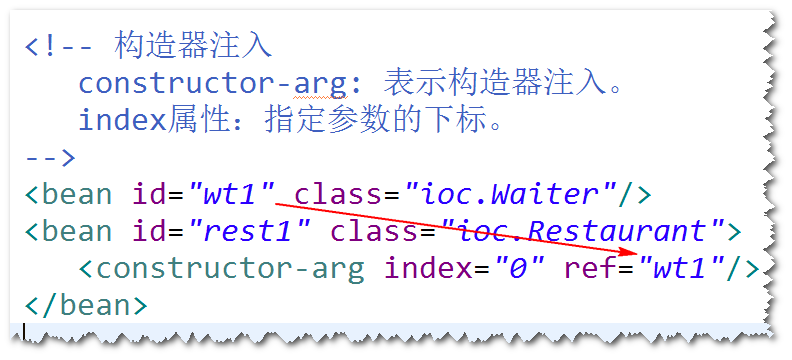 <!-- 构造器注入
constructor-arg: 表示构造器注入。
index属性: 指定参数的下标。
-->
<bean id="wt1" class="ioc.Waiter"/>
<bean id="rest1" class="ioc.Restaurant">
<constructor-arg index="0" ref="wt1"/>
</bean>